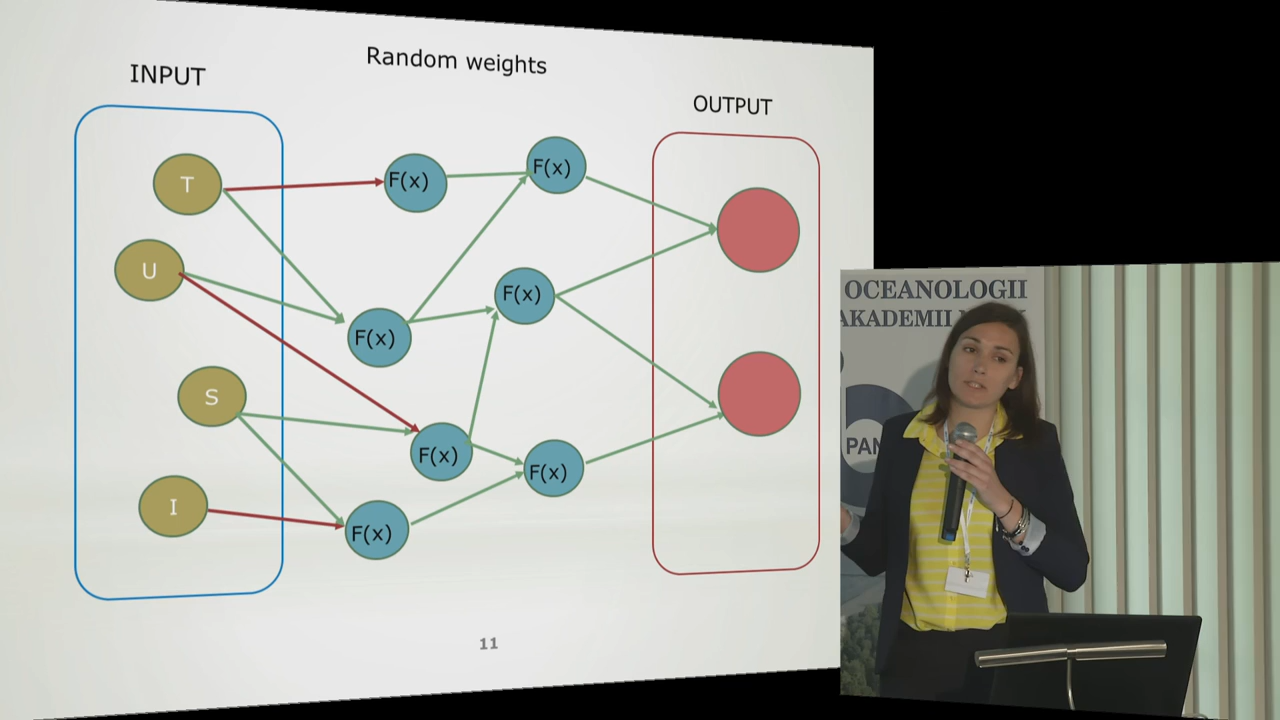 Random weights
INPUT
OUTPUT
T
F(x)
F(x)
U
F(x)
F(x)
S
F(x)
F(x)
I
F(x)
11
OCEANOLOGII
AKADEMII
PAN